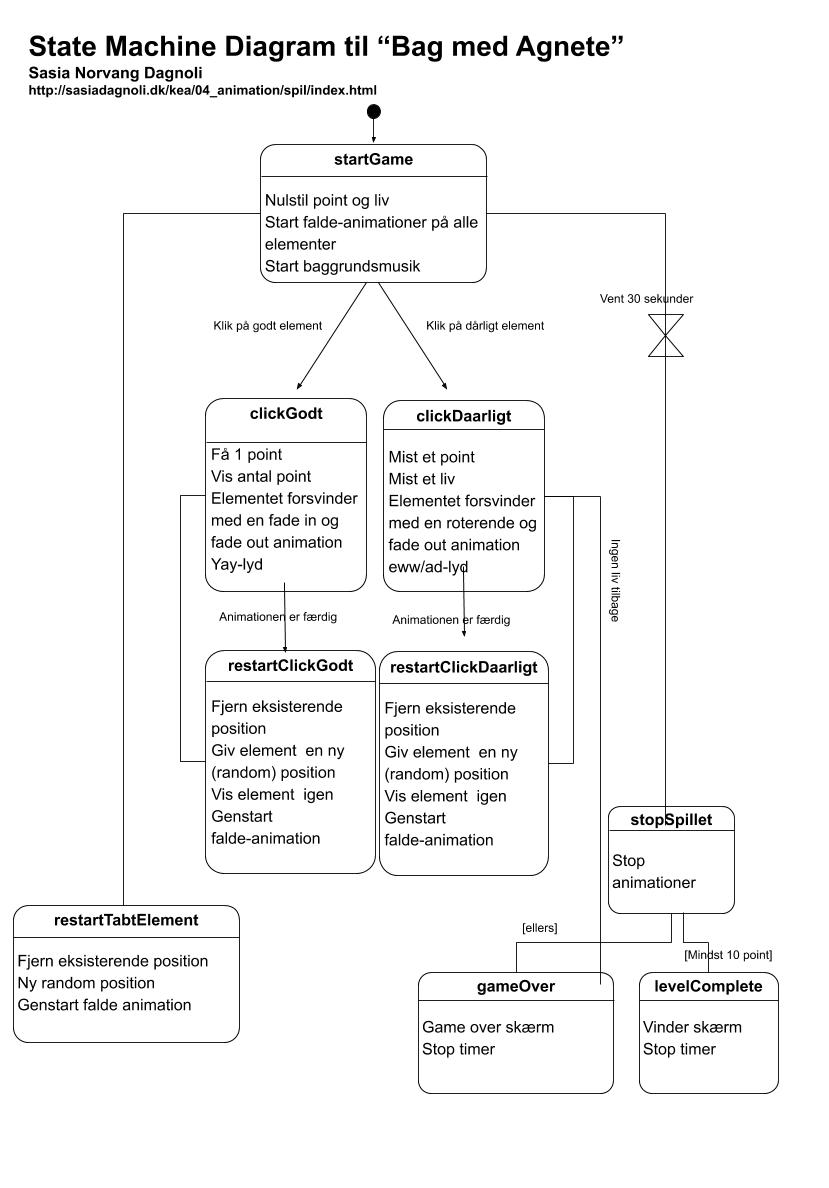 State Machine Diagram til “Bag med Agnete”
Sasia Norvang Dagnoli
http://sasiadagnoli.dk/kea/04_animation/spil/index.html
startGame
Nulstil point og liv
Start falde-animationer på alle
elementer
Start baggrundsmusik
Vent 30 sekunder
Klik på godt element
Klik på dårligt element
clickGodt
Få 1 point
Vis antal point
Elementet forsvinder
med en fade in og
fade out animation
Yay-lyd
clickDaarligt
Mist et point
Mist et liv
Elementet forsvinder
med en roterende og
fade out animation
eww/ad-lyd
Ingen liv tilbage
Animationen er færdig
Animationen er færdig
restartClickGodt
Fjern eksisterende
position
Giv element  en ny
(random) position
Vis element  igen
Genstart
falde-animation
restartClickDaarligt
Fjern eksisterende
position
Giv element  en ny
(random) position
Vis element  igen
Genstart
falde-animation
stopSpillet
Stop
animationer
restartTabtElement
Fjern eksisterende position
Ny random position
Genstart falde animation
[ellers]
[Mindst 10 point]
gameOver
Game over skærm
Stop timer
levelComplete
Vinder skærm
Stop timer